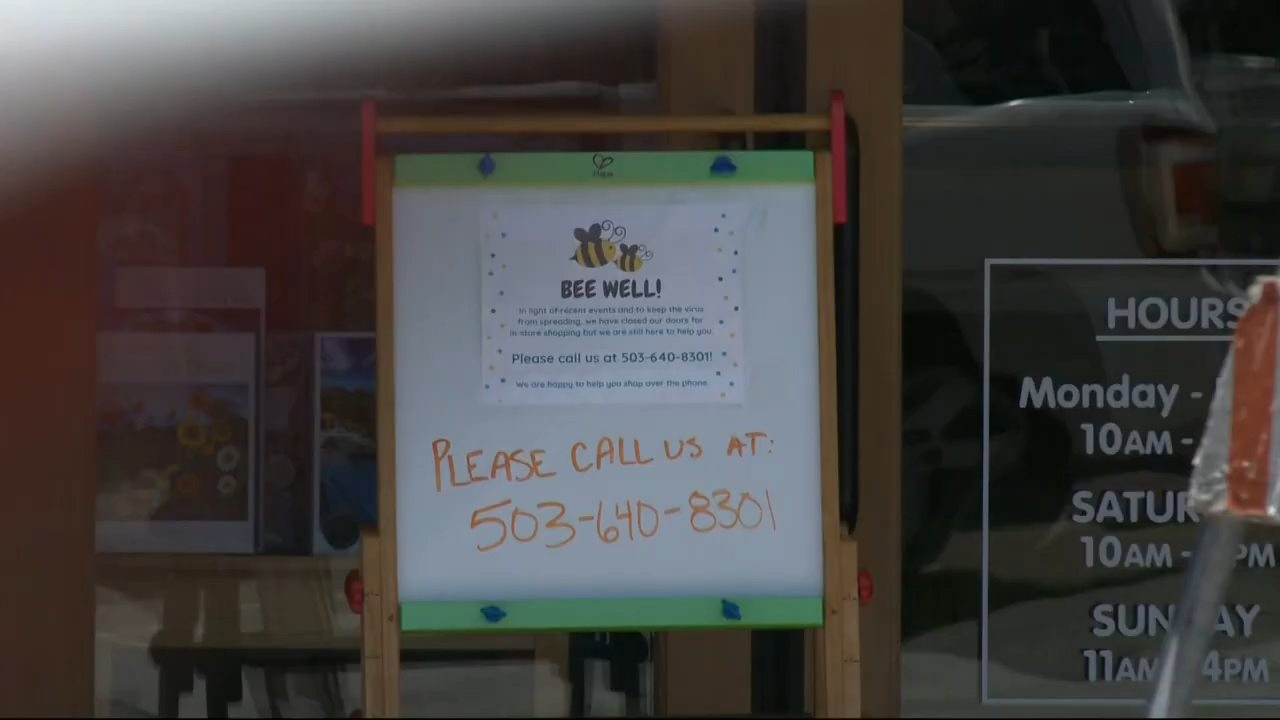 Hape
BEE WELL!
In light of recent events and to keep the virus
from spreading, we have closed our doors for
in-store shopping but we are still here to help you.
Please call us at 503-640-8301!
We are happy to help you shop over the phone.
PLEASE CALL US AT:
503-640-8301
HOURS
Monday -
10AM -
SATUR
10AM - PM
SUN AY
11AM 4PM